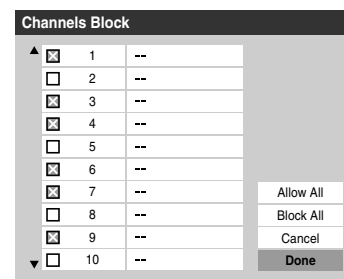 Channels Block
1 --
2 --
3 --
4 --
5 --
6 --
7 -- Allow All
8 -- Block All
9 -- Cancel
10 -- Done